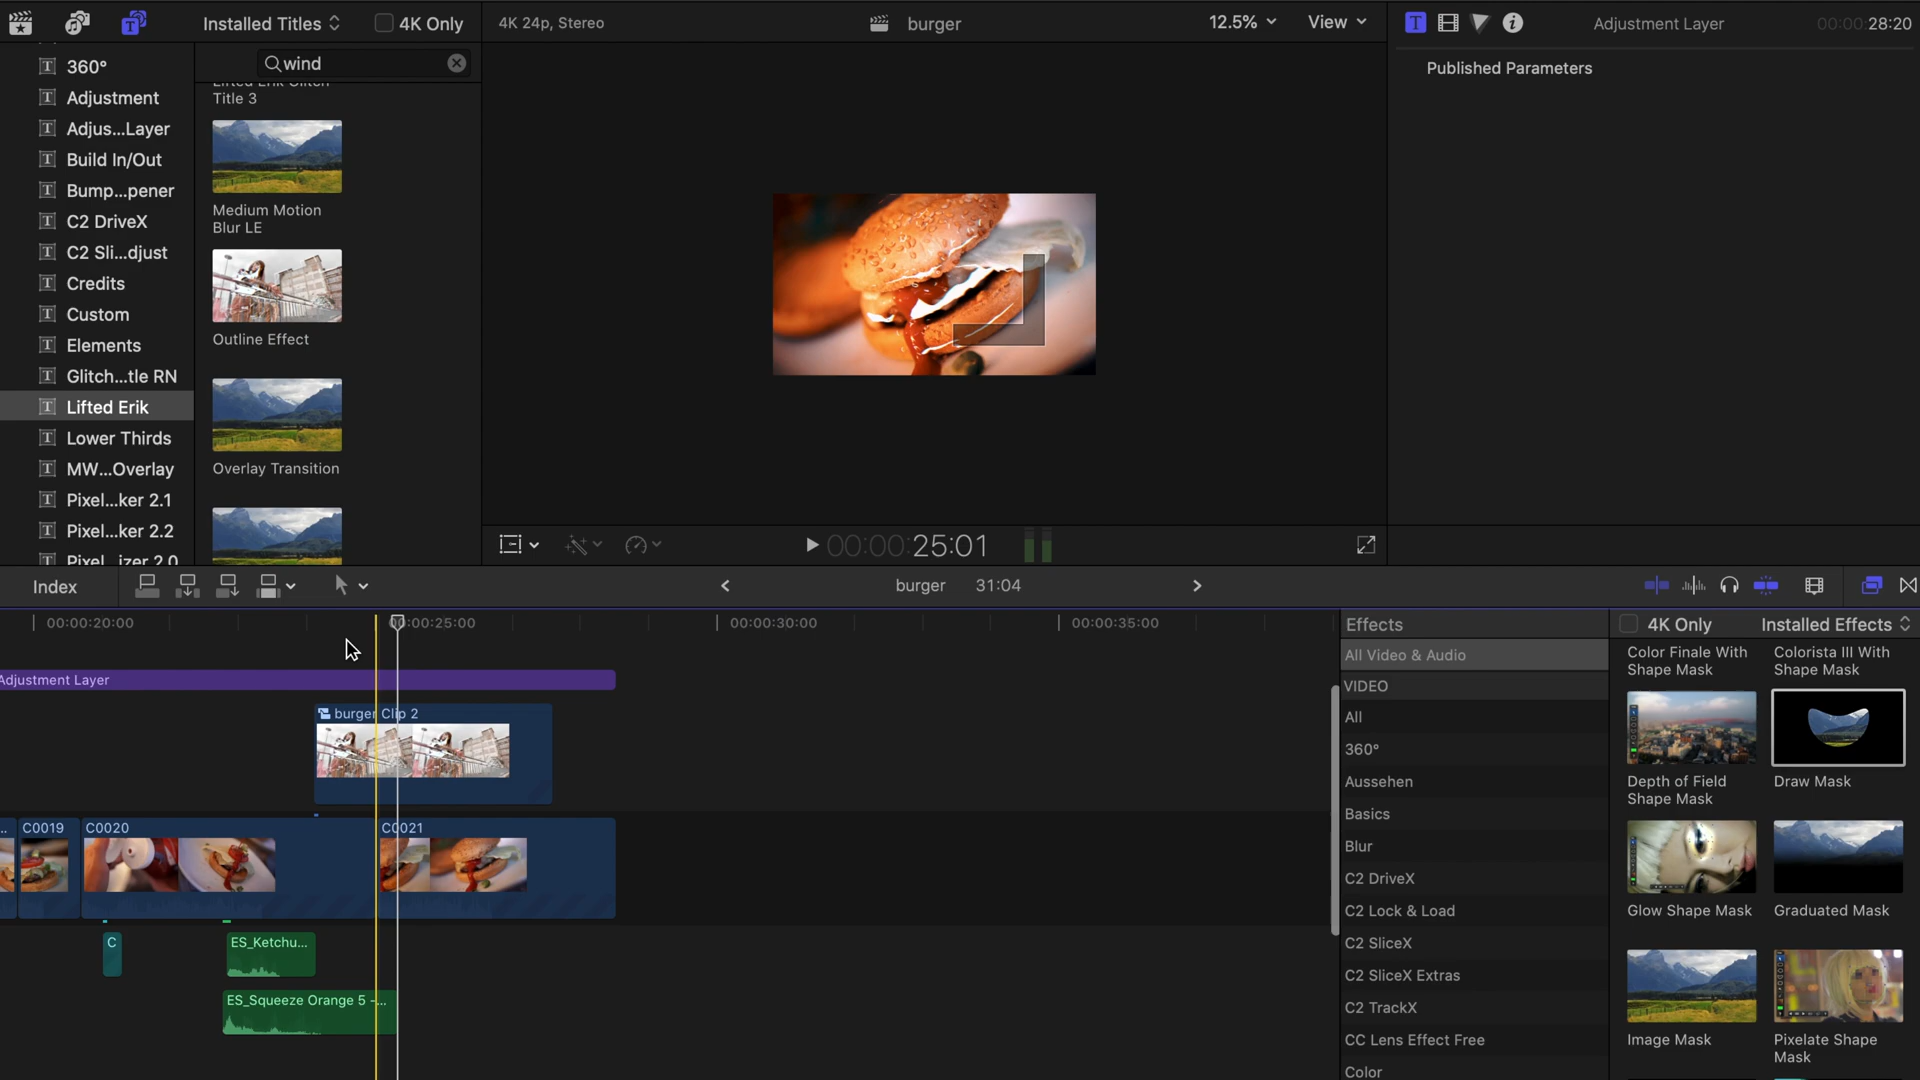 Installed Titles
4K Only
4K 24p, Stereo
burger
12.5%
View
Adjustment Layer
00:00:28:20
360°
Adjustment
Adjus...Layer
Build In/Out
Bump...pener
C2 DriveX
C2 Sli...djust
Credits
Custom
Elements
Glitch...tle RN
Lifted Erik
Lower Thirds
MW...Overlay
Pixel...ker 2.1
Pixel...ker 2.2
Pixel...izer 2.0
wind
Lifted Erik Glitch
Title 3
Medium Motion
Blur LE
Outline Effect
Overlay Transition
Published Parameters
00:00:25:01
Index
burger
31:04
00:00:20:00
00:00:25:00
00:00:30:00
00:00:35:00
Adjustment Layer
burger Clip 2
C0019
C0020
C0021
C
ES_Ketchu...
ES_Squeeze Orange 5 -...
Effects
All Video & Audio
VIDEO
All
360°
Aussehen
Basics
Blur
C2 DriveX
C2 Lock & Load
C2 SliceX
C2 SliceX Extras
C2 TrackX
CC Lens Effect Free
Color
4K Only
Installed Effects
Color Finale With
Shape Mask
Colorista III With
Shape Mask
Depth of Field
Shape Mask
Draw Mask
Glow Shape Mask
Graduated Mask
Image Mask
Pixelate Shape
Mask